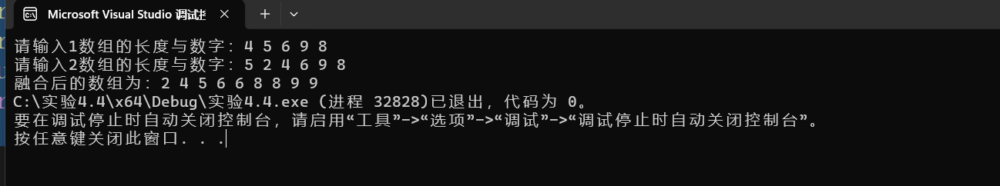 Microsoft Visual Studio 调试
请输入1数组的长度与数字：4 5 6 9 8
请输入2数组的长度与数字：5 2 4 6 9 8
融合后的数组为：2 4 5 6 6 8 8 9 9
C:\实验4.4\x64\Debug\实验4.4.exe (进程 32828)已退出，代码为 0。
要在调试停止时自动关闭控制台，请启用“工具”->“选项”->“调试”->“调试停止时自动关闭控制台”。
按任意键关闭此窗口. . .